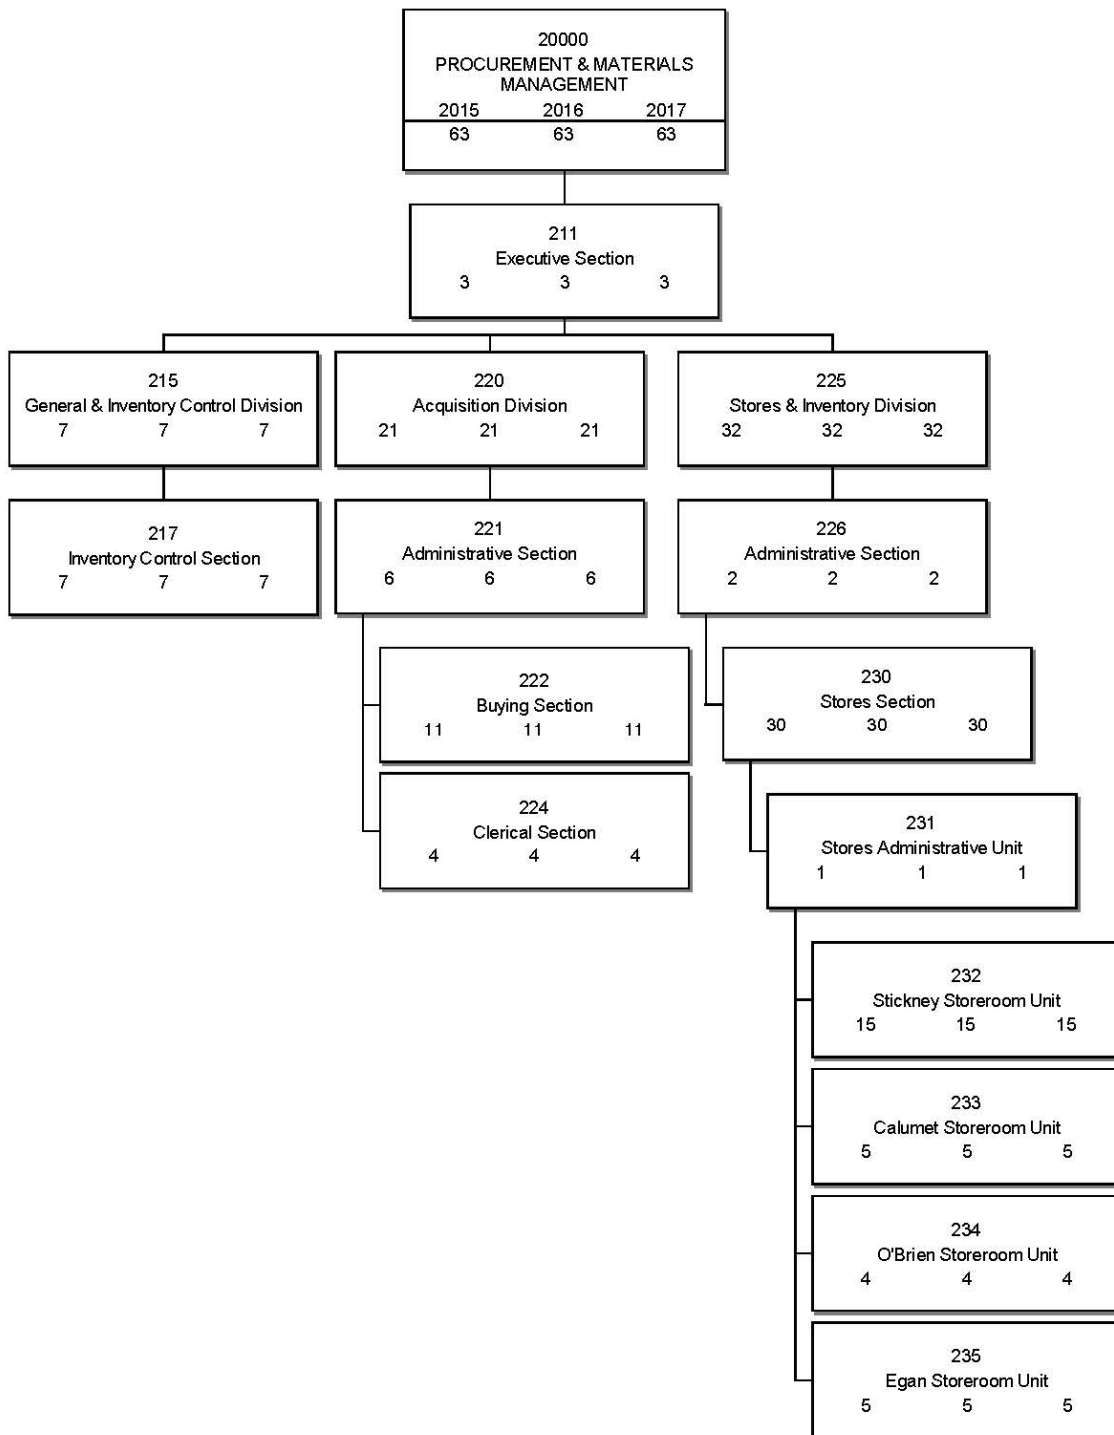 20000
PROCUREMENT & MATERIALS
MANAGEMENT
2015 2016 2017
63 63 63
211
Executive Section
3 3 3
215
General & Inventory Control Division
7 7 7
220
Acquisition Division
21 21 21
225
Stores & Inventory Division
32 32 32
217
Inventory Control Section
7 7 7
221
Administrative Section
6 6 6
226
Administrative Section
2 2 2
222
Buying Section
11 11 11
230
Stores Section
30 30 30
224
Clerical Section
4 4 4
231
Stores Administrative Unit
1 1 1
232
Stickney Storeroom Unit
15 15 15
233
Calumet Storeroom Unit
5 5 5
234
O'Brien Storeroom Unit
4 4 4
235
Egan Storeroom Unit
5 5 5